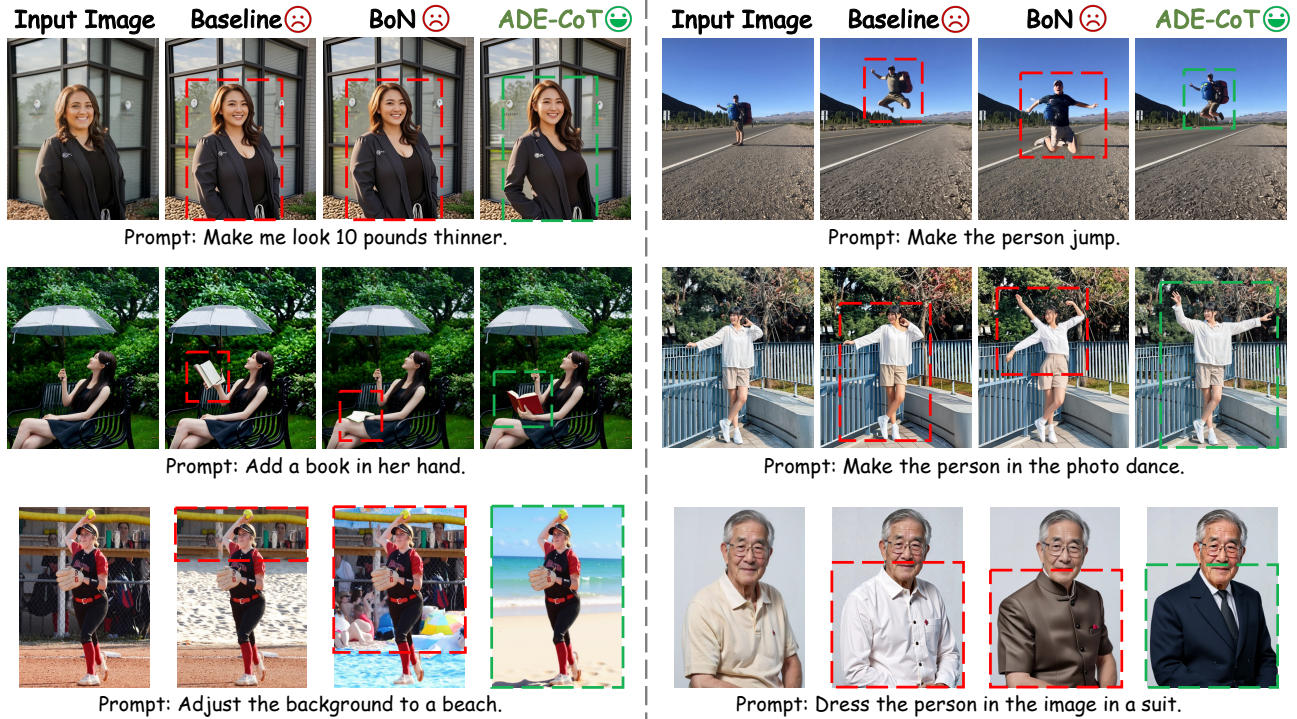 Input Image Baseline BoN ADE-CoT
Prompt: Make me look 10 pounds thinner.
Prompt: Add a book in her hand.
Prompt: Adjust the background to a beach.
Input Image Baseline BoN ADE-CoT
Prompt: Make the person jump.
Prompt: Make the person in the photo dance.
Prompt: Dress the person in the image in a suit.